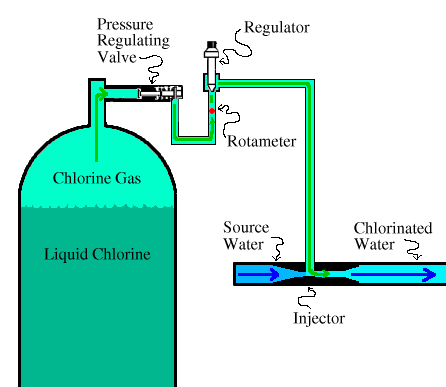 Pressure
Regulating
Valve
Regulator
Rotameter
Chlorine Gas
Liquid Chlorine
Source
Water
Chlorinated
Water
Injector